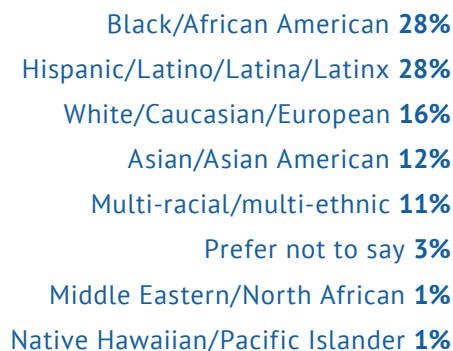 Black/African American 28%
Hispanic/Latino/Latina/Latinx 28%
White/Caucasian/European 16%
Asian/Asian American 12%
Multi-racial/multi-ethnic 11%
Prefer not to say 3%
Middle Eastern/North African 1%
Native Hawaiian/Pacific Islander 1%